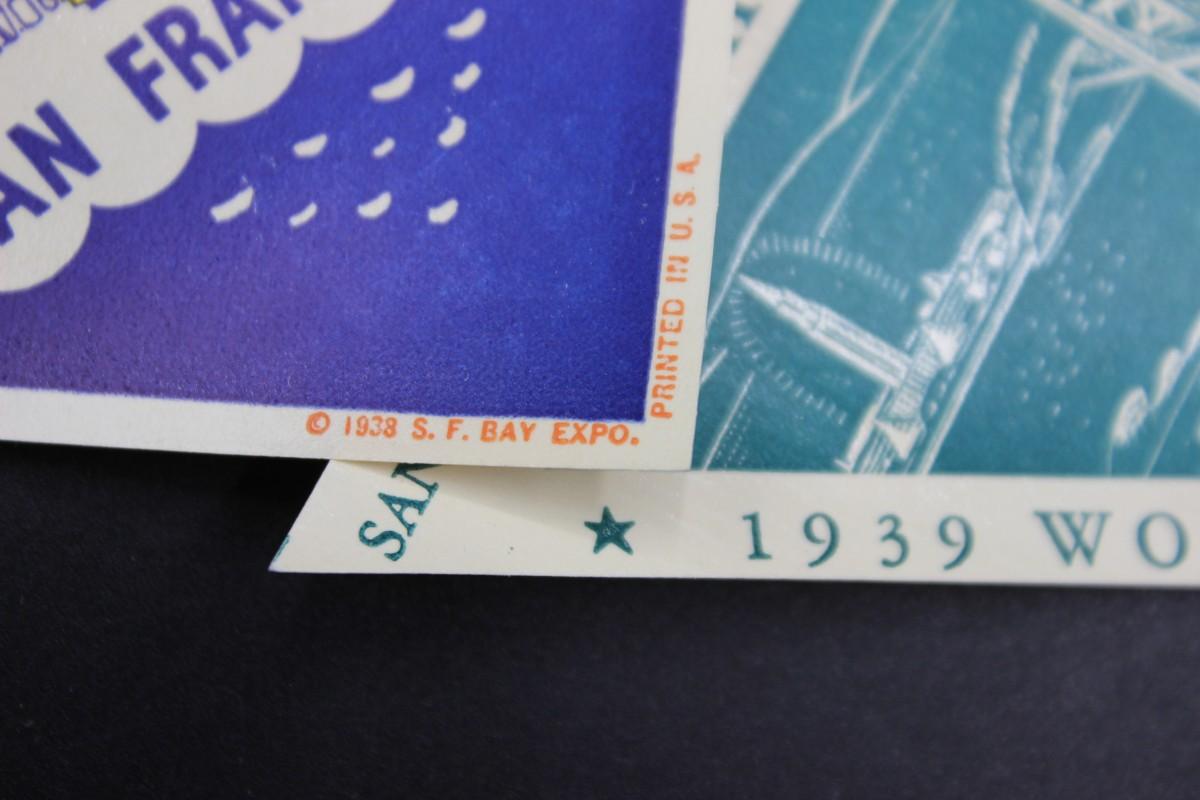 AN FRA
© 1938 S. F. BAY EXPO.
PRINTED IN U. S. A.
SAN
★ 1939 WO